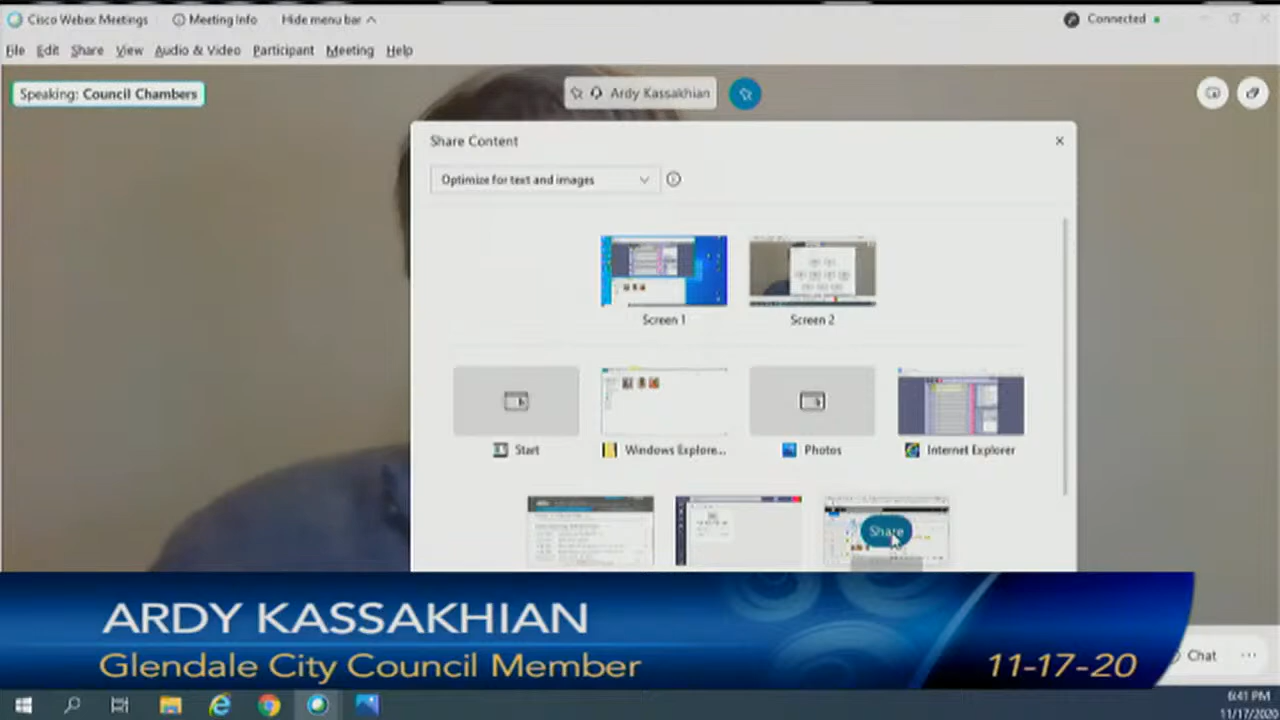 Cisco Webex Meetings Meeting Info Hide menu bar Connected
File Edit Share View Audio & Video Participant Meeting Help
Speaking: Council Chambers Ardy Kassakhian
Share Content
Optimize for text and images
Screen 1 Screen 2
Start Windows Explore... Photos Internet Explorer
Share
ARDY KASSAKHIAN
Glendale City Council Member 11-17-20
Chat
6:41 PM
11/17/2020